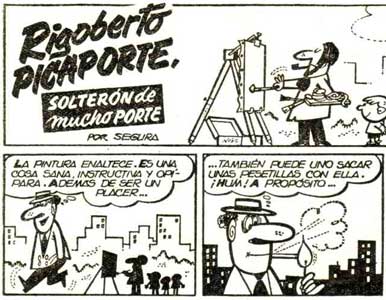 Rigoberto
PICAPORTE,
SOLTERÓN de
mucho PORTE
POR SEGURA
LA PINTURA ENALTECE. ES UNA
COSA SANA, INSTRUCTIVA Y OPÍ-
PARA. ADEMÁS DE SER UN
PLACER...
...TAMBIÉN PUEDE UNO SACAR
UNAS PESETILLAS CON ELLA.
¡HUM! A PROPÓSITO...